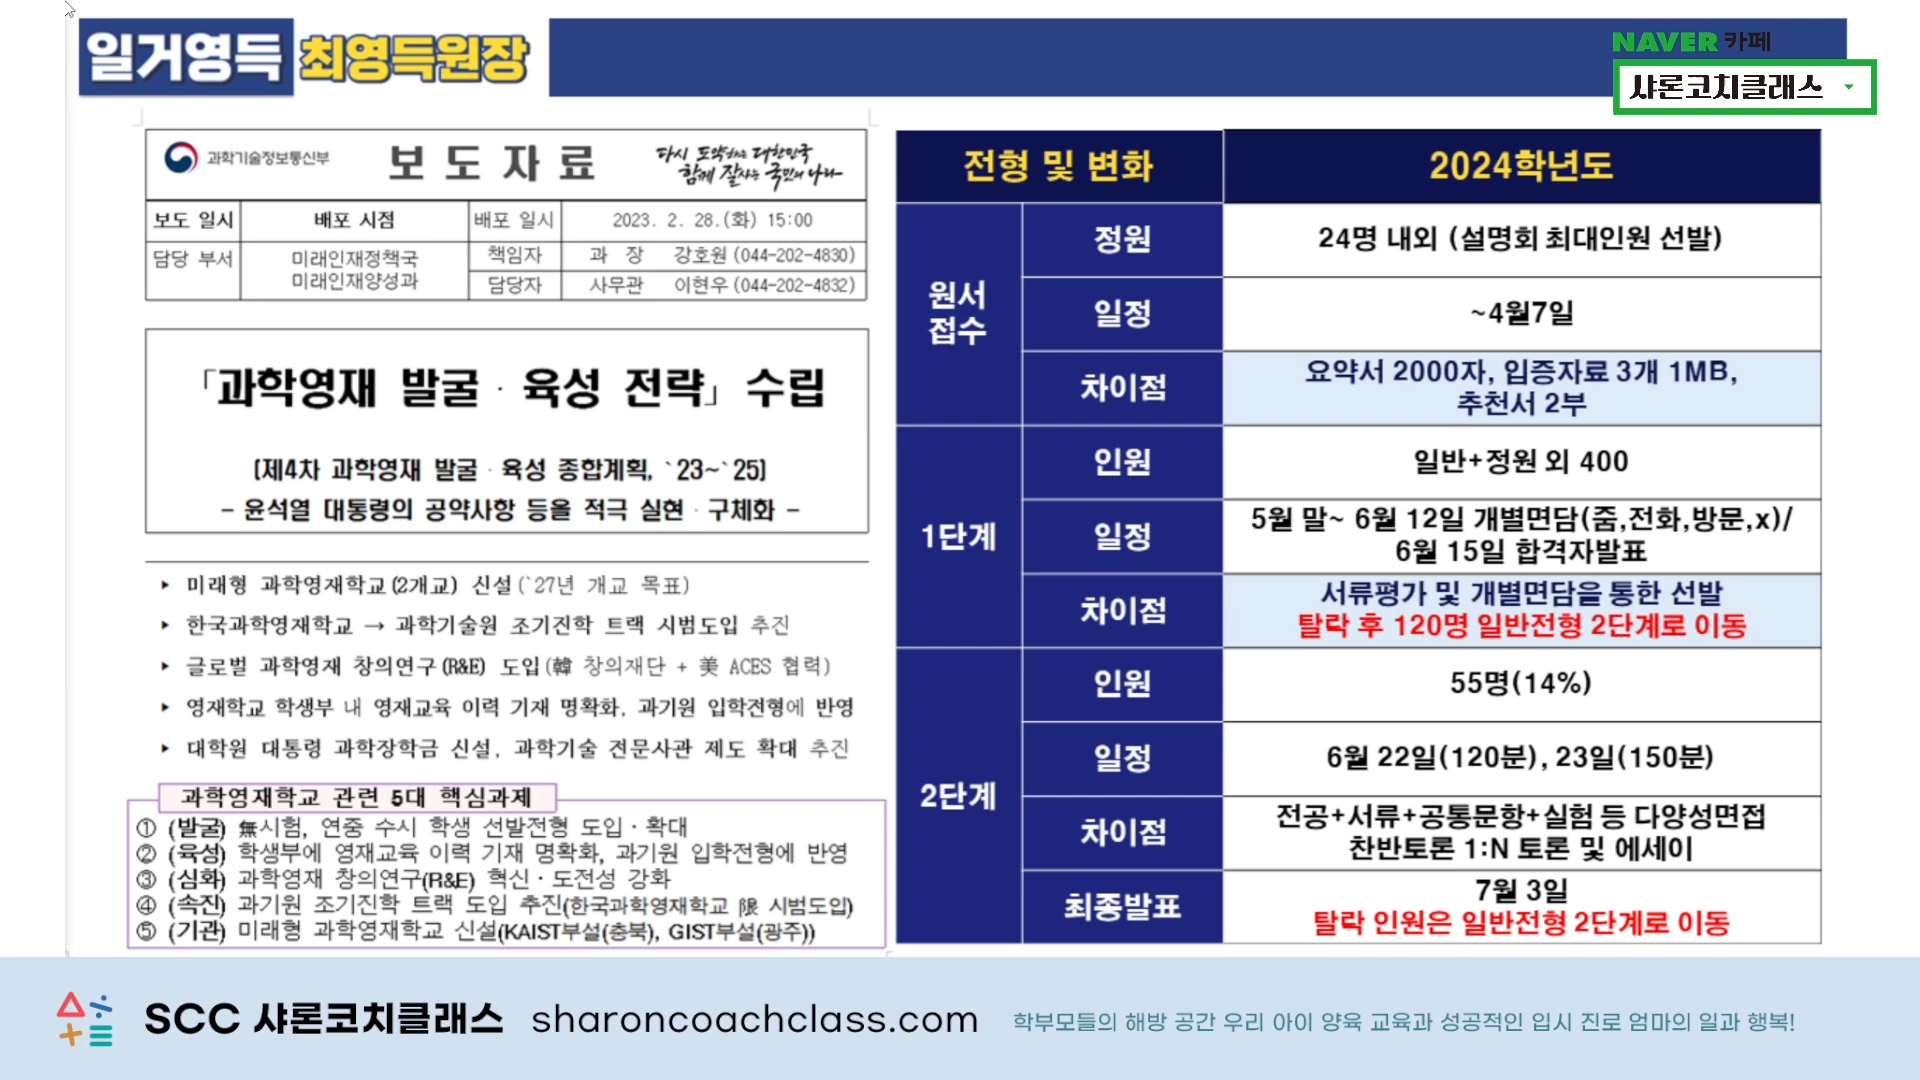 일거영득 최영득원장
NAVER 카페
샤론코치클래스
과학기술정보통신부
보 도 자 료
다시 도약하는 대한민국
함께 잘사는 국민의 나라
보도 일시 배포 시점 배포 일시 2023. 2. 28.(화) 15:00
담당 부서 미래인재정책국 책임자 과 장 강호원 (044-202-4830)
미래인재양성과 담당자 사무관 이현우 (044-202-4832)
「과학영재 발굴·육성 전략」 수립
[제4차 과학영재 발굴·육성 종합계획, `23~`25]
- 윤석열 대통령의 공약사항 등을 적극 실현·구체화 -
▸ 미래형 과학영재학교(2개교) 신설(`27년 개교 목표)
▸ 한국과학영재학교 → 과학기술원 조기진학 트랙 시범도입 추진
▸ 글로벌 과학영재 창의연구(R&E) 도입(韓 창의재단 + 美 ACES 협력)
▸ 영재학교 학생부 내 영재교육 이력 기재 명확화, 과기원 입학전형에 반영
▸ 대학원 대통령 과학장학금 신설, 과학기술 전문사관 제도 확대 추진
과학영재학교 관련 5대 핵심과제
① (발굴) 無시험, 연중 수시 학생 선발전형 도입·확대
② (육성) 학생부에 영재교육 이력 기재 명확화, 과기원 입학전형에 반영
③ (심화) 과학영재 창의연구(R&E) 혁신·도전성 강화
④ (속진) 과기원 조기진학 트랙 도입 추진(한국과학영재학교 限 시범도입)
⑤ (기관) 미래형 과학영재학교 신설(KAIST부설(충북), GIST부설(광주))
전형 및 변화 2024학년도
원서
접수
정원 24명 내외 (설명회 최대인원 선발)
일정 ~4월7일
차이점 요약서 2000자, 입증자료 3개 1MB,
추천서 2부
1단계
인원 일반+정원 외 400
일정 5월 말~ 6월 12일 개별면담(줌,전화,방문,x)/
6월 15일 합격자발표
차이점 서류평가 및 개별면담을 통한 선발
탈락 후 120명 일반전형 2단계로 이동
2단계
인원 55명(14%)
일정 6월 22일(120분), 23일(150분)
차이점 전공+서류+공통문항+실험 등 다양성면접
찬반토론 1:N 토론 및 에세이
최종발표 7월 3일
탈락 인원은 일반전형 2단계로 이동
SCC 샤론코치클래스 sharoncoachclass.com 학부모들의 해방 공간 우리 아이 양육 교육과 성공적인 입시 진로 엄마의 일과 행복!